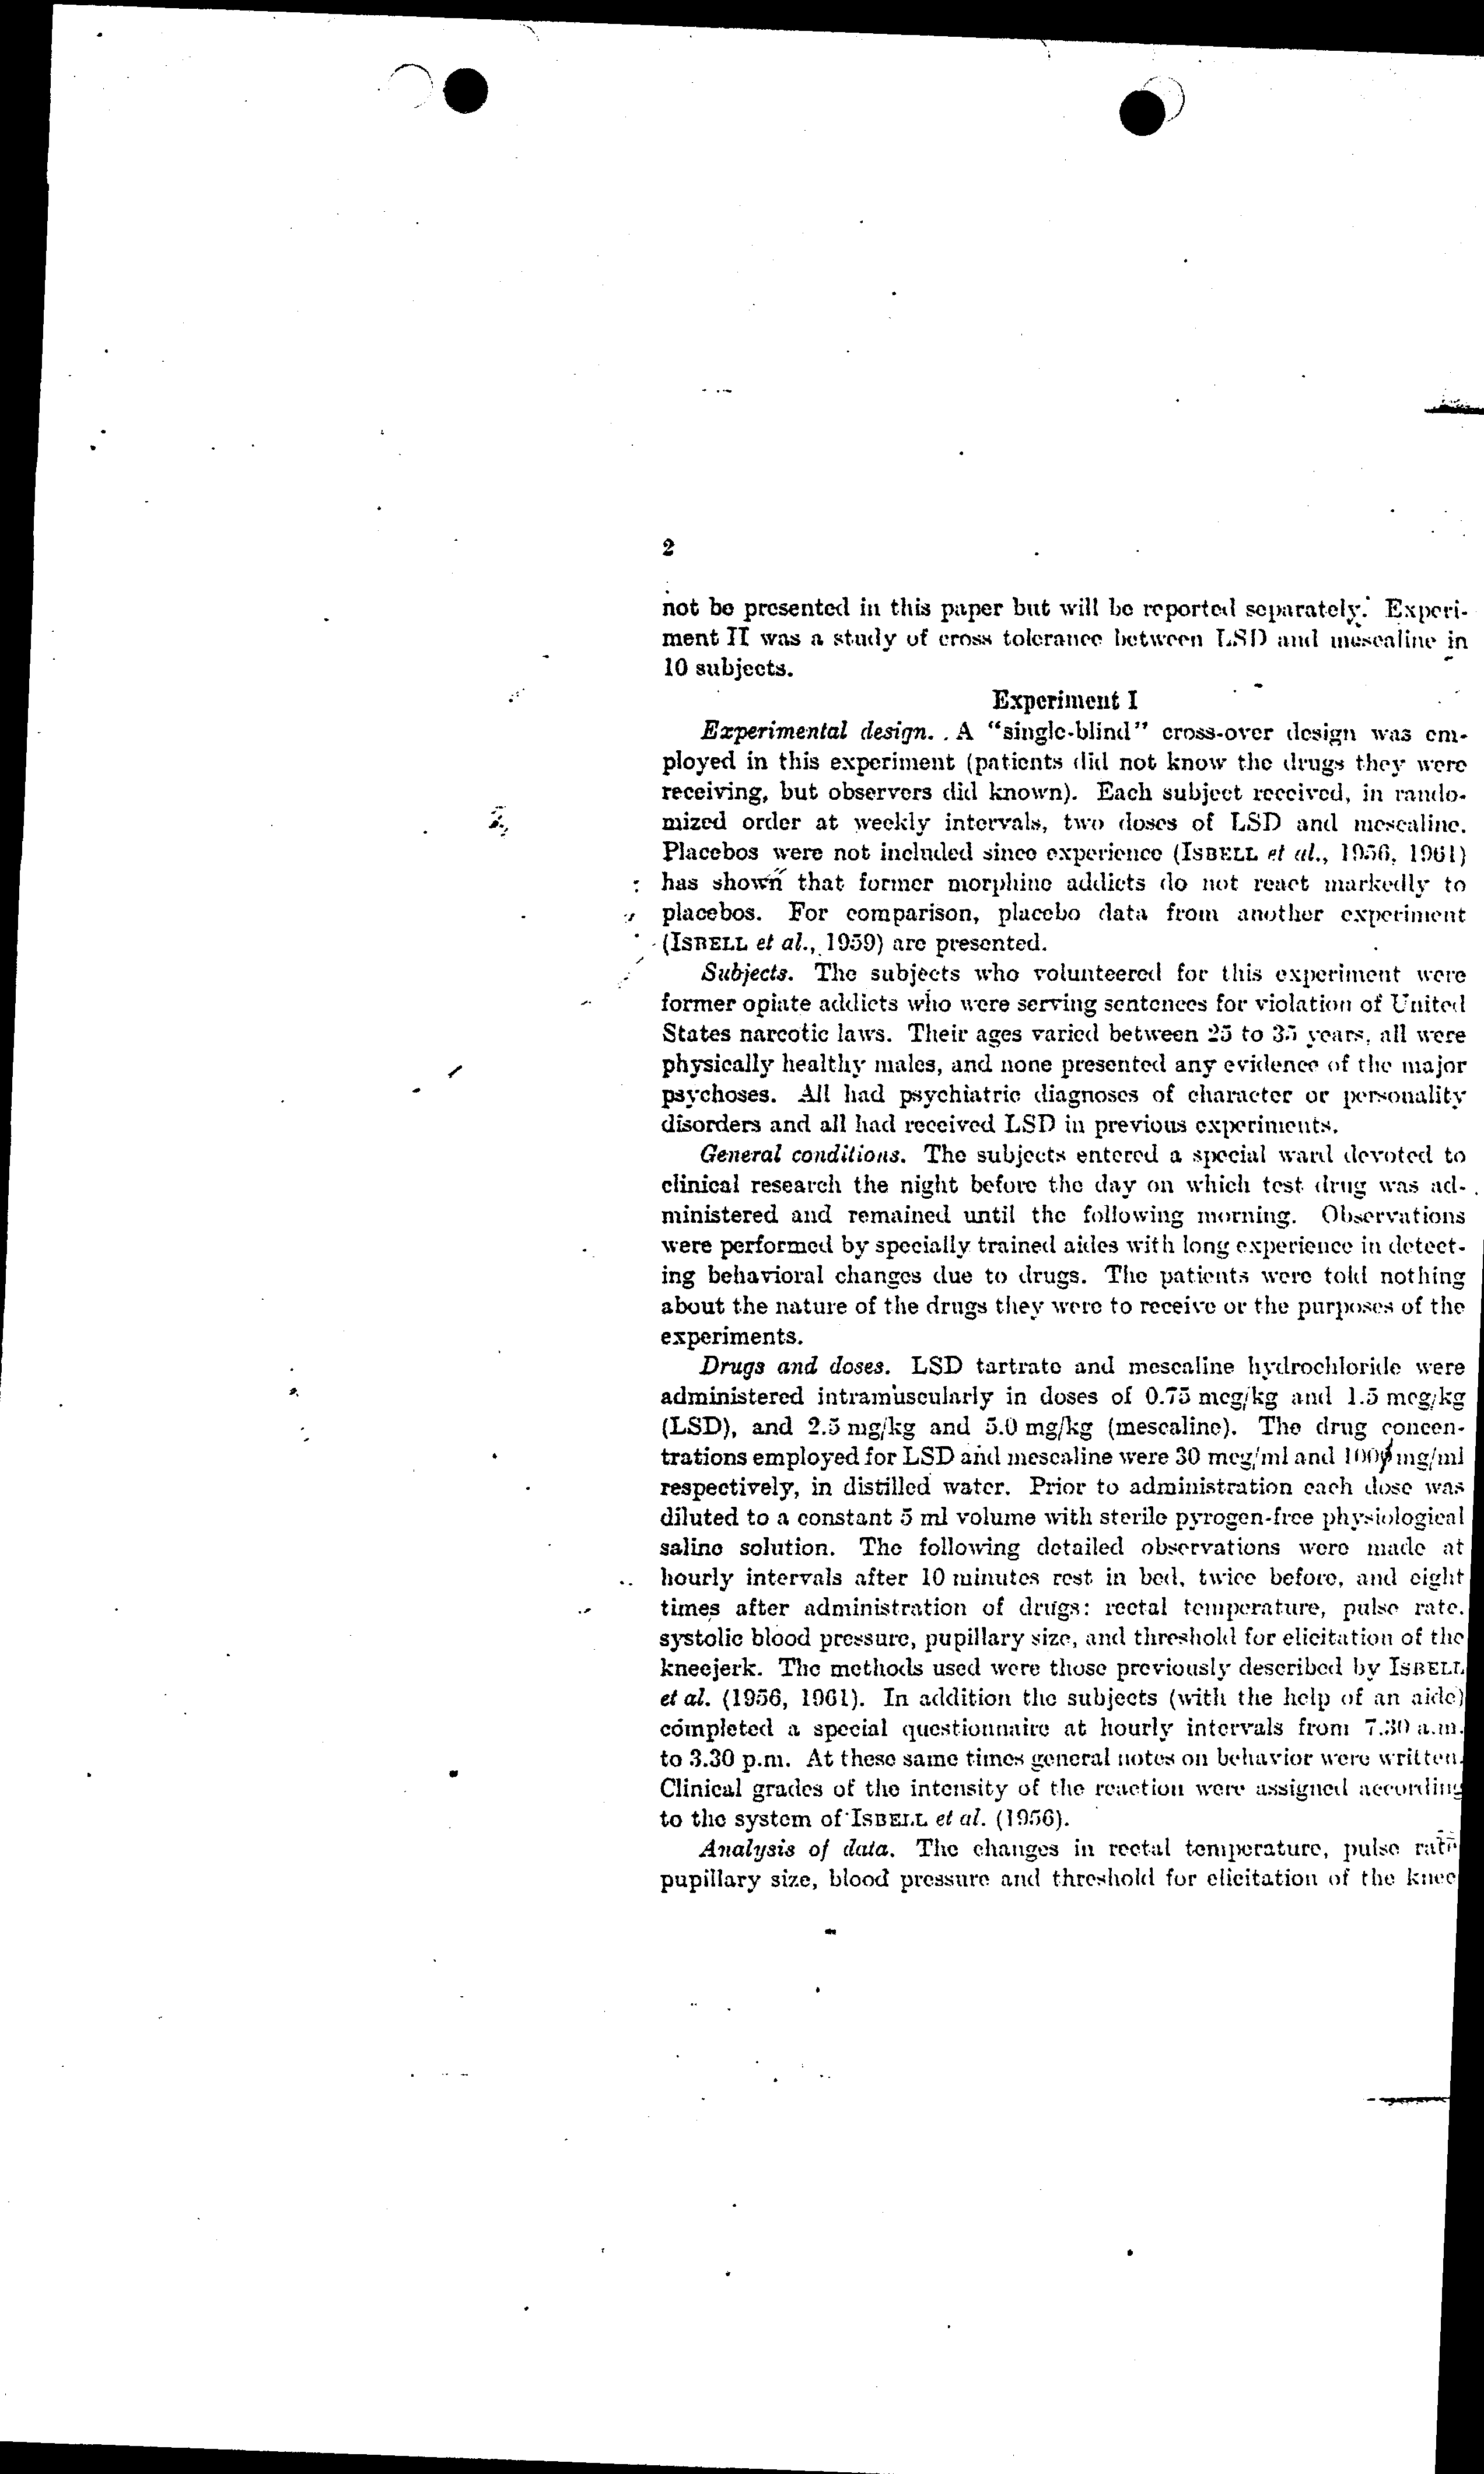 2
not be presented in this paper but will be reported separately. Experi-
ment II was a study of cross tolerance between LSD and mescaline in
10 subjects.
Experiment I
Experimental design. A “single-blind” cross-over design was em-
ployed in this experiment (patients did not know the drugs they were
receiving, but observers did known). Each subject received, in rando-
mized order at weekly intervals, two doses of LSD and mescaline.
Placebos were not included since experience (ISBELL et al., 1956, 1961)
has shown that former morphine addicts do not react markedly to
placebos. For comparison, placebo data from another experiment
(ISBELL et al., 1959) are presented.
Subjects. The subjects who volunteered for this experiment were
former opiate addicts who were serving sentences for violation of United
States narcotic laws. Their ages varied between 25 to 35 years, all were
physically healthy males, and none presented any evidence of the major
psychoses. All had psychiatric diagnoses of character or personality
disorders and all had received LSD in previous experiments.
General conditions. The subjects entered a special ward devoted to
clinical research the night before the day on which test drug was ad-
ministered and remained until the following morning. Observations
were performed by specially trained aides with long experience in detect-
ing behavioral changes due to drugs. The patients were told nothing
about the nature of the drugs they were to receive or the purposes of the
experiments.
Drugs and doses. LSD tartrate and mescaline hydrochloride were
administered intramuscularly in doses of 0.75 mcg/kg and 1.5 mcg/kg
(LSD), and 2.5 mg/kg and 5.0 mg/kg (mescaline). The drug concen-
trations employed for LSD and mescaline were 30 mcg/ml and 100 mg/ml
respectively, in distilled water. Prior to administration each dose was
diluted to a constant 5 ml volume with sterile pyrogen-free physiological
saline solution. The following detailed observations were made at
hourly intervals after 10 minutes rest in bed, twice before, and eight
times after administration of drugs: rectal temperature, pulse rate,
systolic blood pressure, pupillary size, and threshold for elicitation of the
kneejerk. The methods used were those previously described by ISBELL
et al. (1956, 1961). In addition the subjects (with the help of an aide)
completed a special questionnaire at hourly intervals from 7.30 a.m.
to 3.30 p.m. At these same times general notes on behavior were written.
Clinical grades of the intensity of the reaction were assigned according
to the system of ISBELL et al. (1956).
Analysis of data. The changes in rectal temperature, pulse rate
pupillary size, blood pressure and threshold for elicitation of the knee